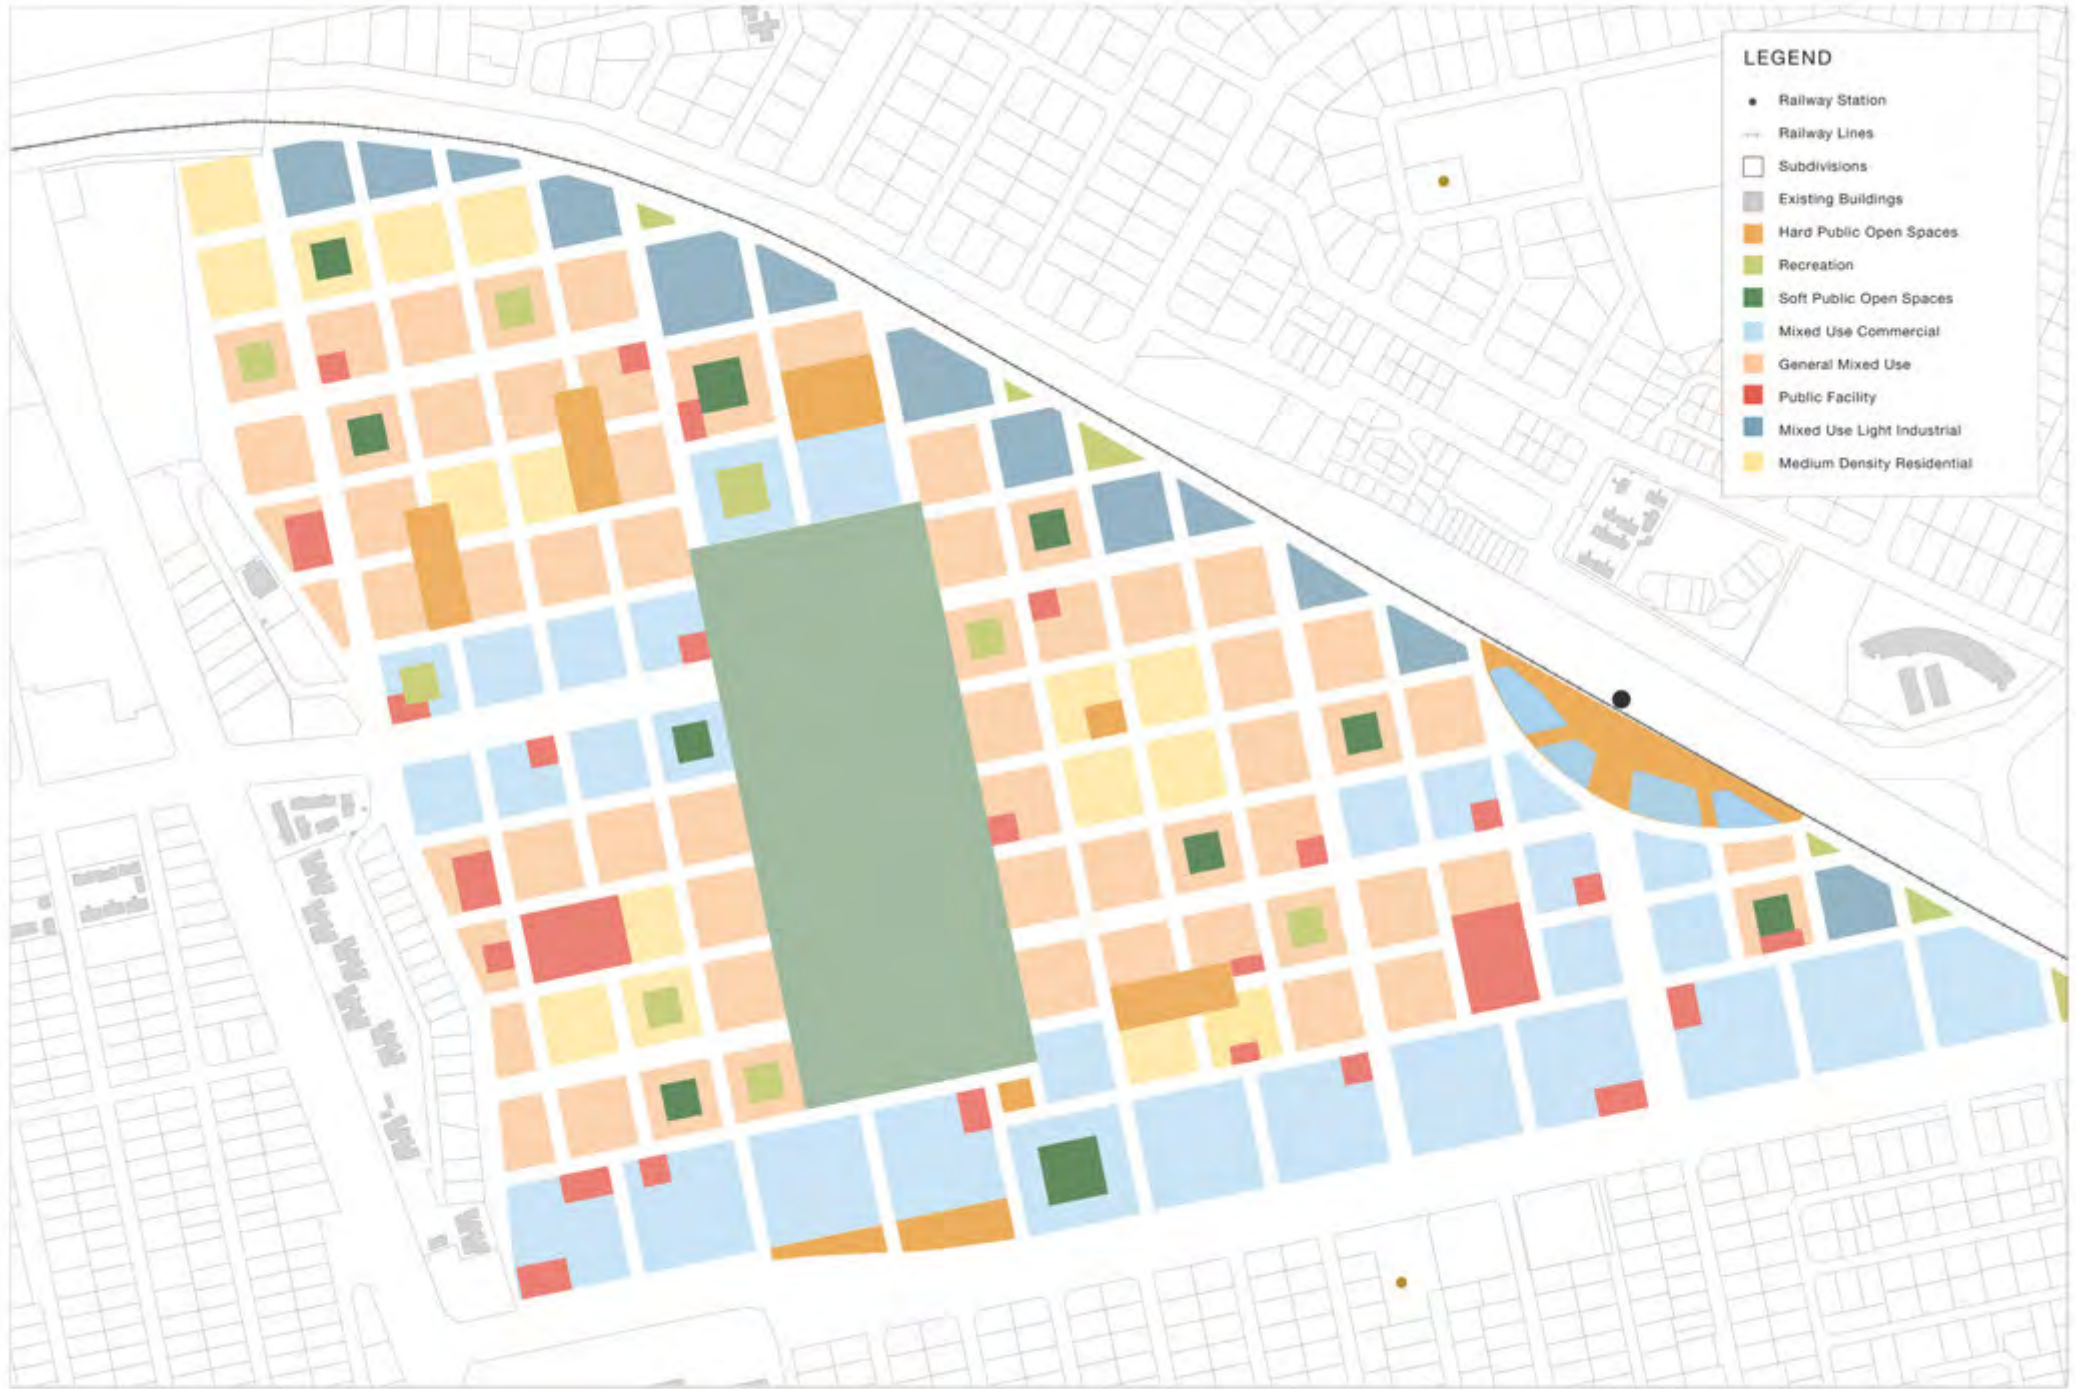 LEGEND
Railway Station
Railway Lines
Subdivisions
Existing Buildings
Hard Public Open Spaces
Recreation
Soft Public Open Spaces
Mixed Use Commercial
General Mixed Use
Public Facility
Mixed Use Light Industrial
Medium Density Residential